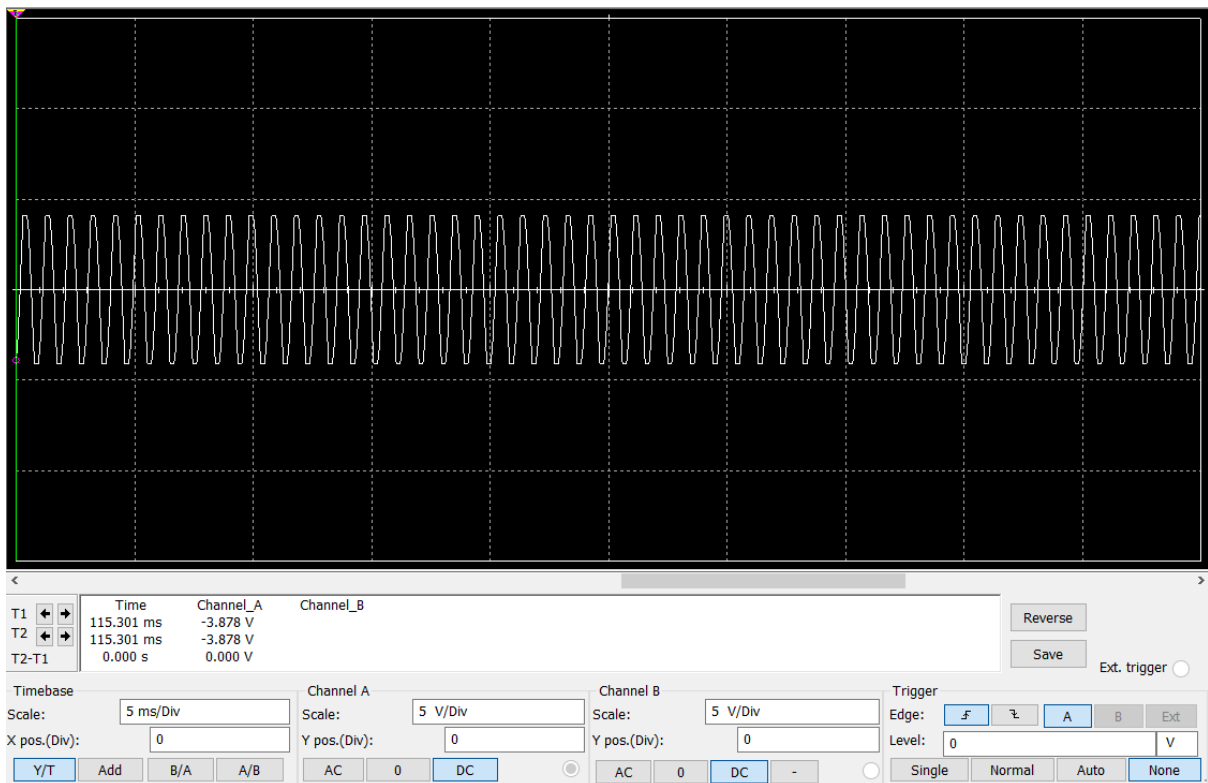 Time Channel_A Channel_B
T1 115.301 ms -3.878 V
T2 115.301 ms -3.878 V
T2-T1 0.000 s 0.000 V
Reverse
Save
Ext. trigger
Timebase
Scale: 5 ms/Div
X pos.(Div): 0
Y/T Add B/A A/B
Channel A
Scale: 5 V/Div
Y pos.(Div): 0
AC 0 DC
Channel B
Scale: 5 V/Div
Y pos.(Div): 0
AC 0 DC -
Trigger
Edge: A B Ext
Level: 0 V
Single Normal Auto None